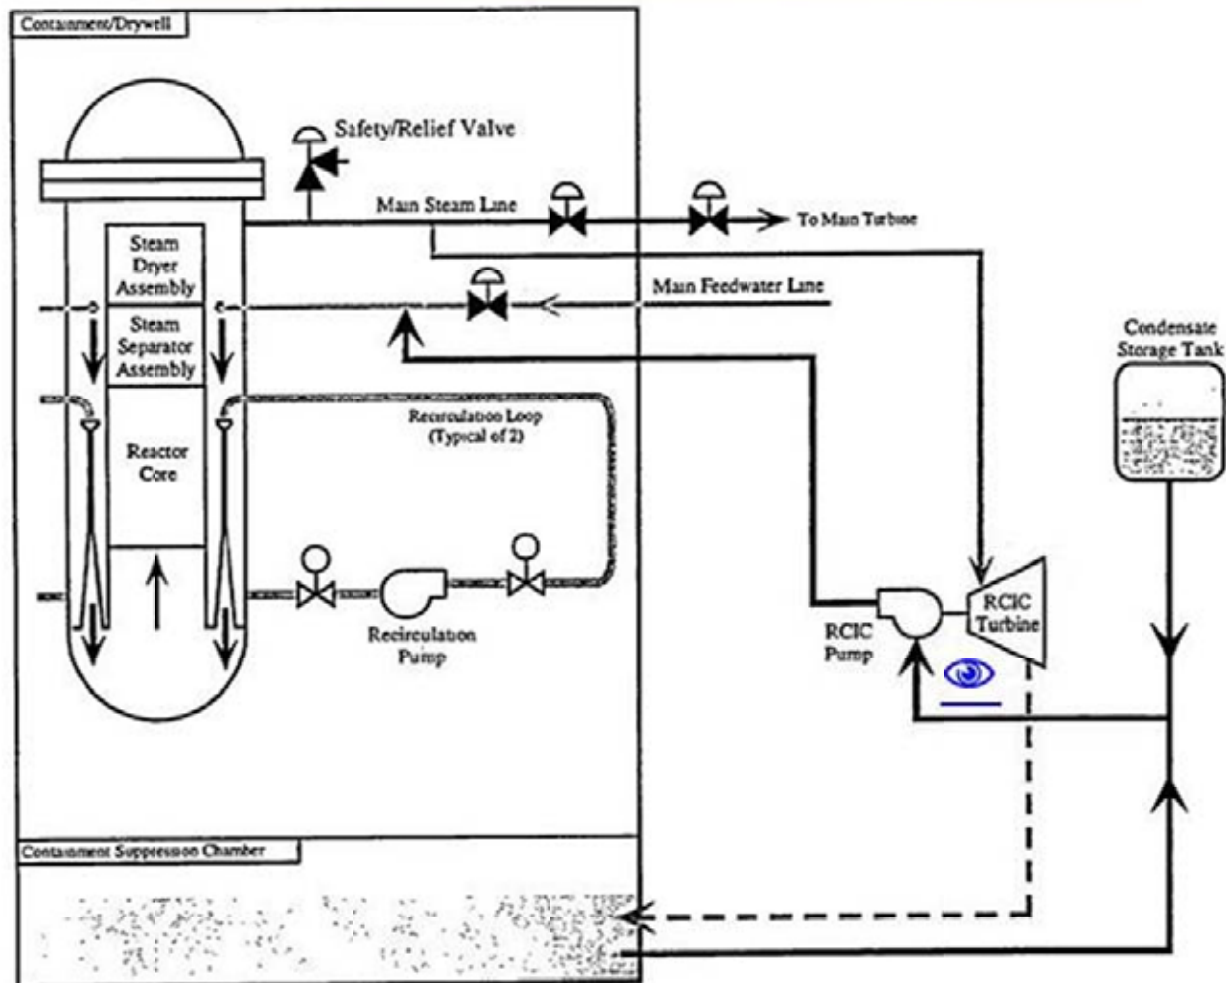 Containment/Drywell
Safety/Relief Valve
Main Steam Line
To Main Turbine
Steam
Dryer
Assembly
Main Feedwater Line
Steam
Separator
Assembly
Condensate
Storage Tank
Recirculation Loop
(Typical of 2)
Reactor
Core
RCIC
Turbine
RCIC
Pump
Recirculation
Pump
Containment Suppression Chamber